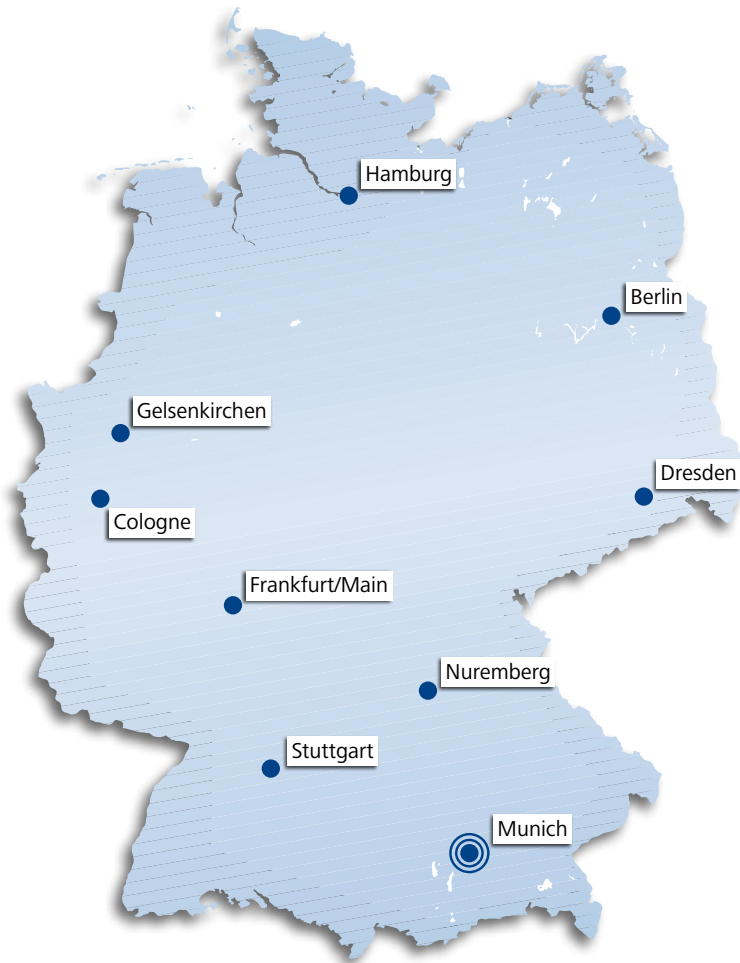 Hamburg
Berlin
Gelsenkirchen
Dresden
Cologne
Frankfurt/Main
Nuremberg
Stuttgart
Munich